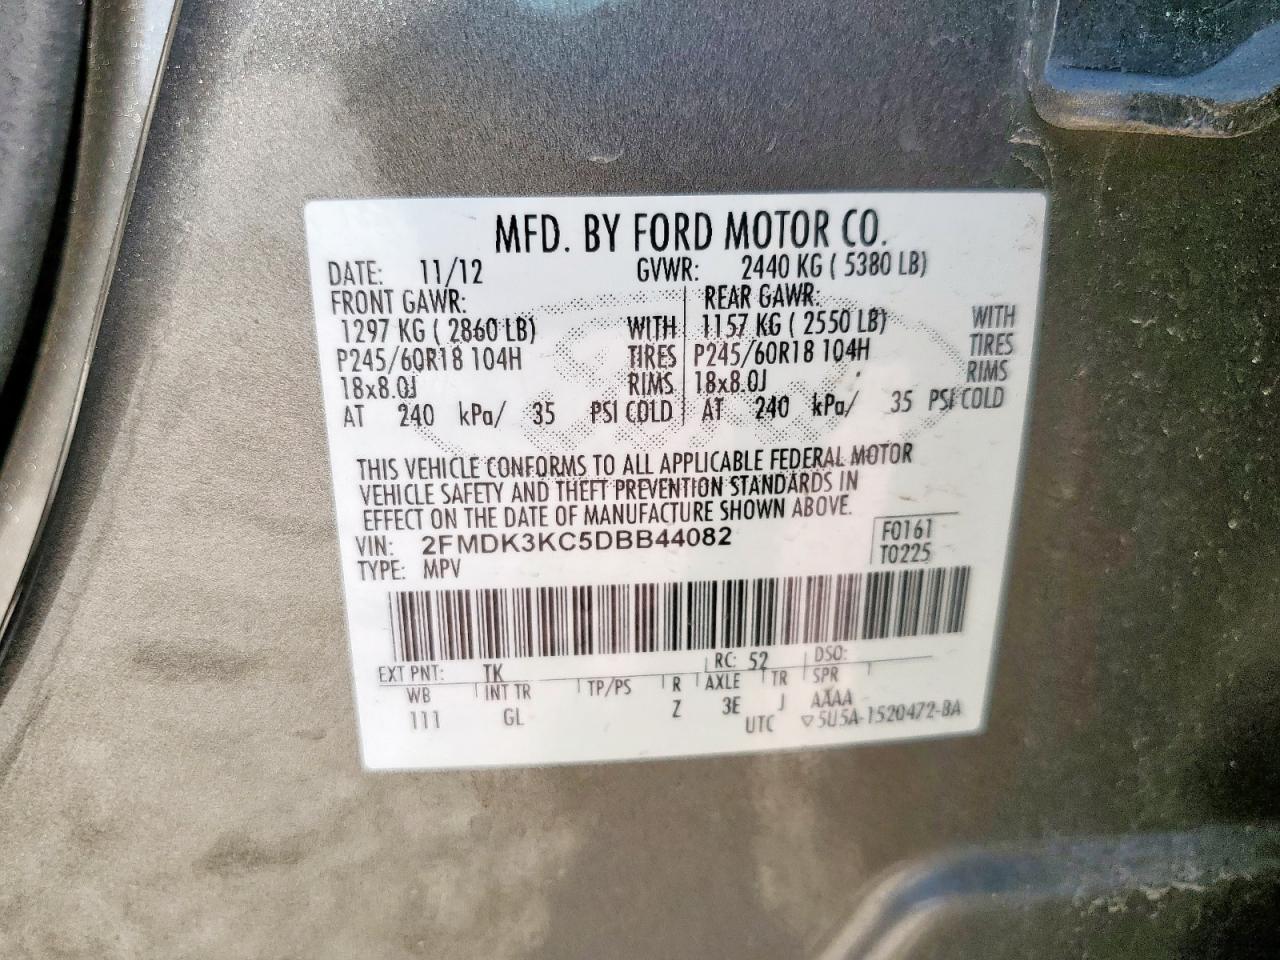 MFD. BY FORD MOTOR CO.
DATE: 11/12 GVWR: 2440 KG ( 5380 LB)
FRONT GAWR: REAR GAWR:
1297 KG ( 2860 LB) WITH 1157 KG ( 2550 LB) WITH
P245/60R18 104H TIRES P245/60R18 104H TIRES
18x8.0J RIMS 18x8.0J RIMS
AT 240 kPa/ 35 PSI COLD AT 240 kPa/ 35 PSI COLD
THIS VEHICLE CONFORMS TO ALL APPLICABLE FEDERAL MOTOR
VEHICLE SAFETY AND THEFT PREVENTION STANDARDS IN
EFFECT ON THE DATE OF MANUFACTURE SHOWN ABOVE.
VIN: 2FMDK3KC5DBB44082 F0161
TYPE: MPV T0225
EXT PNT: TK RC: 52 DSO:
WB INT TR TP/PS R AXLE TR SPR
111 GL Z 3E J AAAA
UTC ▽5U5A-1520472-BA